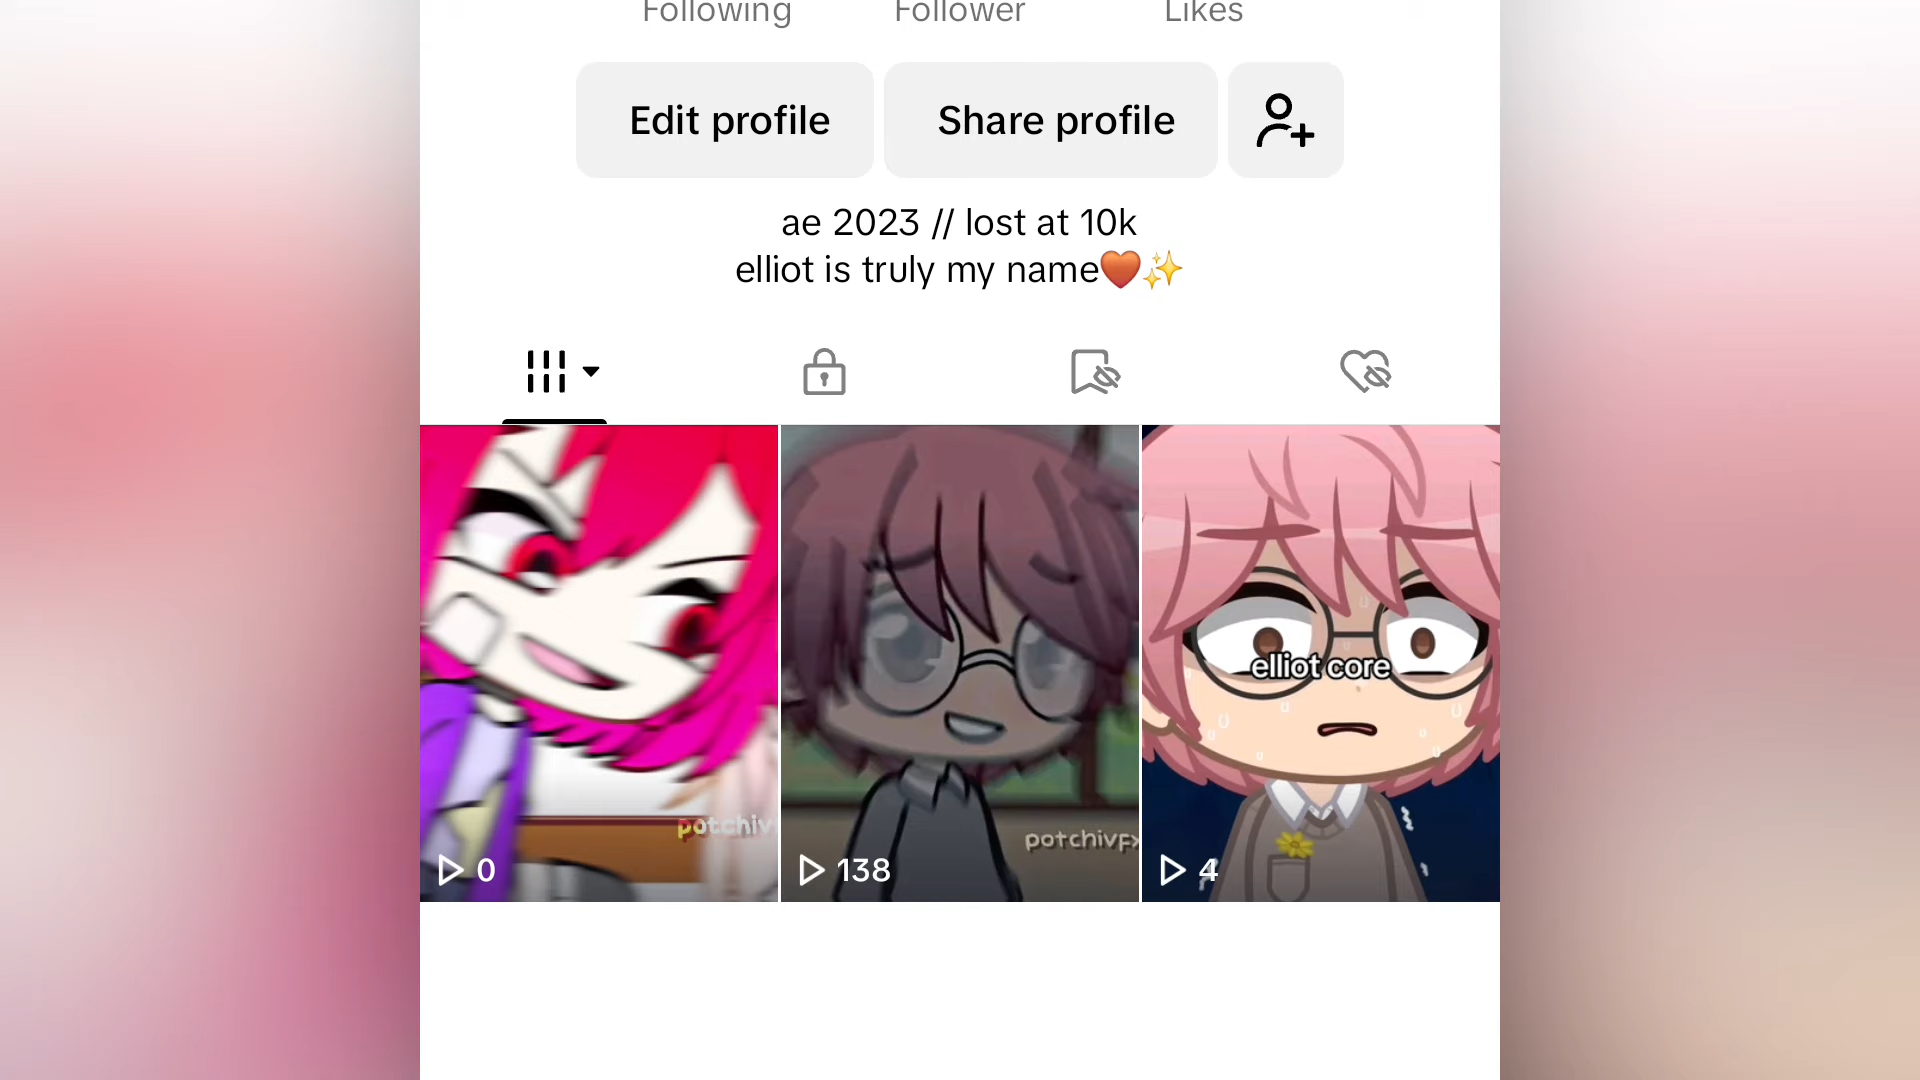 Following Follower Likes
Edit profile Share profile
ae 2023 // lost at 10k
elliot is truly my name❤️✨
elliot core
potchiv
potchivfx
0 138 4